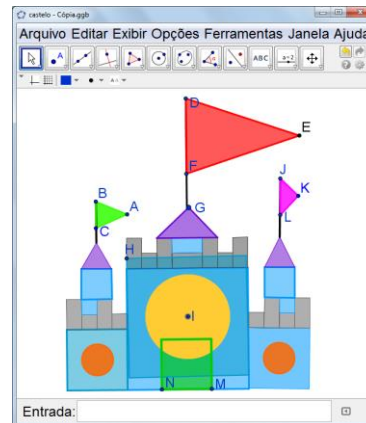 castelo - Cópia.ggb
Arquivo Editar Exibir Opções Ferramentas Janela Ajuda
A
ABC
a=2
D
E
F
J
B
K
A
G
L
C
H
I
N
M
Entrada: